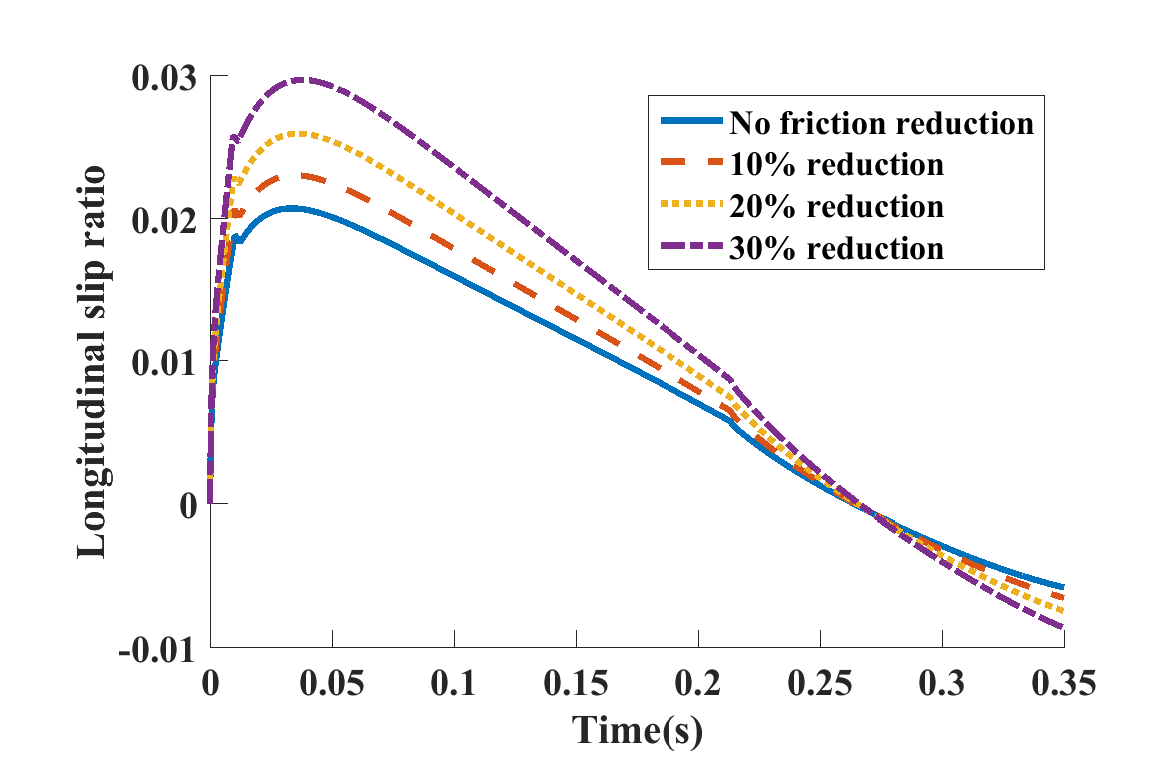 0.03
0.02
0.01
0
-0.01
Longitudinal slip ratio
No friction reduction
10% reduction
20% reduction
30% reduction
0 0.05 0.1 0.15 0.2 0.25 0.3 0.35
Time(s)